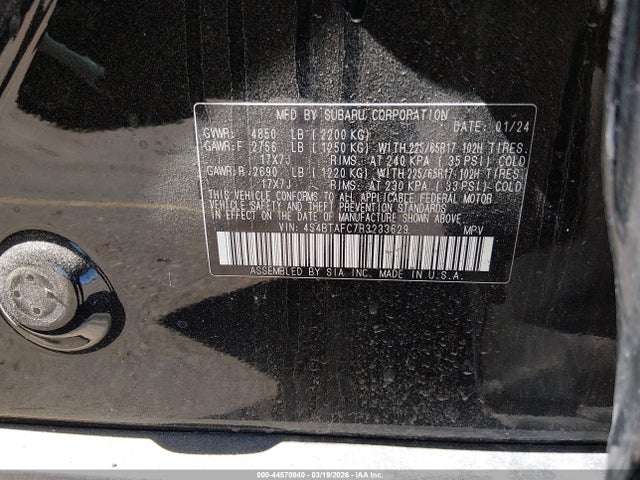 MFD BY SUBARU CORPORATION
DATE: 01/24
GVWR: 4850 LB (2200 KG)
GAWR:F 2756 LB (1250 KG) WITH 225/65R17 102H TIRES.
17X7J RIMS. AT 240 KPA (35 PSI) COLD
GAWR:R 2690 LB (1220 KG) WITH 225/65R17 102H TIRES.
17X7J RIMS. AT 230 KPA (33 PSI) COLD
THIS VEHICLE CONFORMS TO ALL APPLICABLE FEDERAL MOTOR
VEHICLE SAFETY, BUMPER, AND THEFT PREVENTION STANDARDS
IN EFFECT ON THE DATE OF MANUFACTURE SHOWN ABOVE.
VIN: 4S4BTAFC7R3233629 MPV
ASSEMBLED BY SIA INC. MADE IN U.S.A.
000-44570940 - 03/19/2026 - IAAI.COM